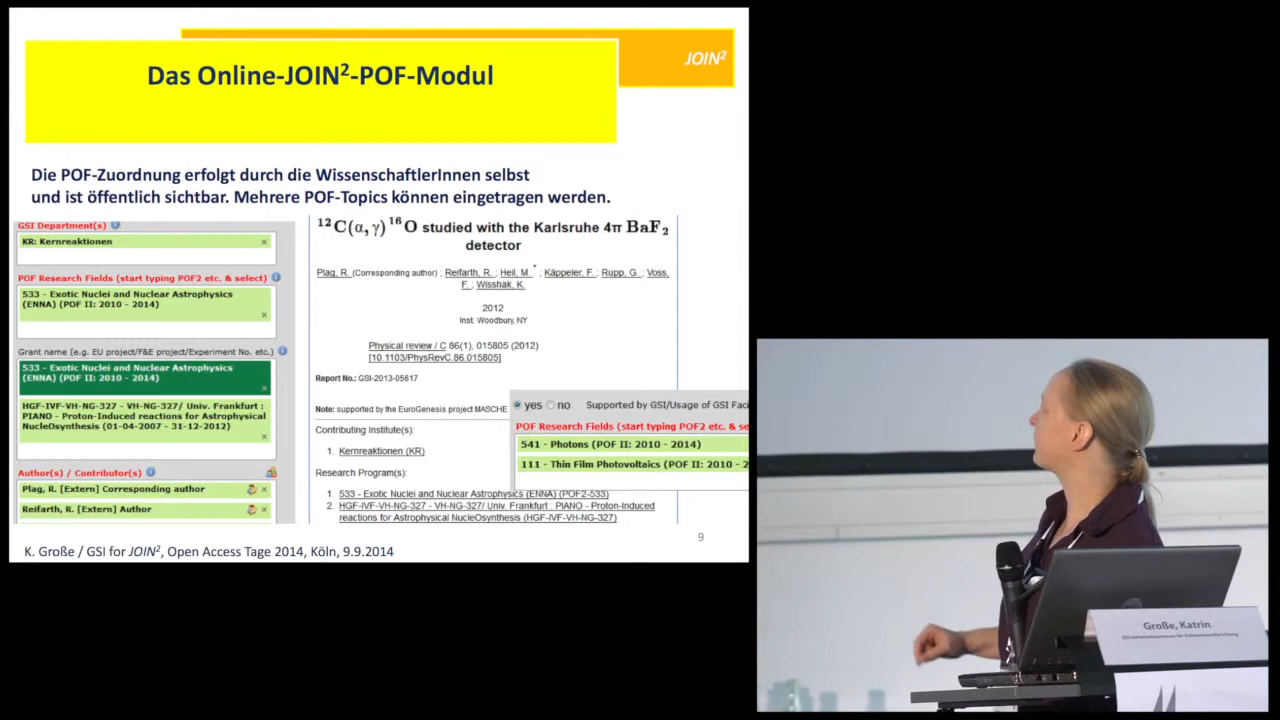 JOIN²
Das Online-JOIN²-POF-Modul
Die POF-Zuordnung erfolgt durch die WissenschaftlerInnen selbst
und ist öffentlich sichtbar. Mehrere POF-Topics können eingetragen werden.
GSI Department(s)
KR: Kernreaktionen
POF Research Fields (start typing POF2 etc. & select)
533 - Exotic Nuclei and Nuclear Astrophysics
(ENNA) (POF II: 2010 - 2014)
Grant name (e.g. EU project/F&E project/Experiment No. etc.)
533 - Exotic Nuclei and Nuclear Astrophysics
(ENNA) (POF II: 2010 - 2014)
HGF-IVF-VH-NG-327 - VH-NG-327/ Univ. Frankfurt :
PIANO - Proton-Induced reactions for Astrophysical
NucleOsynthesis (01-04-2007 - 31-12-2012)
Author(s) / Contributor(s)
Plag, R. [Extern] Corresponding author
Reifarth, R. [Extern] Author
¹²C(α, γ)¹⁶O studied with the Karlsruhe 4π BaF₂
detector
Plag, R. (Corresponding author) ; Reifarth, R. ; Heil, M.* ; Käppeler, F. ; Rupp, G. ; Voss,
F. ; Wisshak, K.
2012
Inst. Woodbury, NY
Physical review / C 86(1), 015805 (2012)
[10.1103/PhysRevC.86.015805]
Report No.: GSI-2013-05617
Note: supported by the EuroGenesis project MASCHE
Contributing Institute(s):
1. Kernreaktionen (KR)
Research Program(s):
1. 533 - Exotic Nuclei and Nuclear Astrophysics (ENNA) (POF2-533)
2. HGF-IVF-VH-NG-327 - VH-NG-327/ Univ. Frankfurt : PIANO - Proton-Induced
reactions for Astrophysical NucleOsynthesis (HGF-IVF-VH-NG-327)
yes no Supported by GSI/Usage of GSI Faci
POF Research Fields (start typing POF2 etc. & se
541 - Photons (POF II: 2010 - 2014)
111 - Thin Film Photovoltaics (POF II: 2010 - 2
9
K. Große / GSI for JOIN², Open Access Tage 2014, Köln, 9.9.2014
Große, Katrin
GSI Helmholtzzentrum für Schwerionenforschung